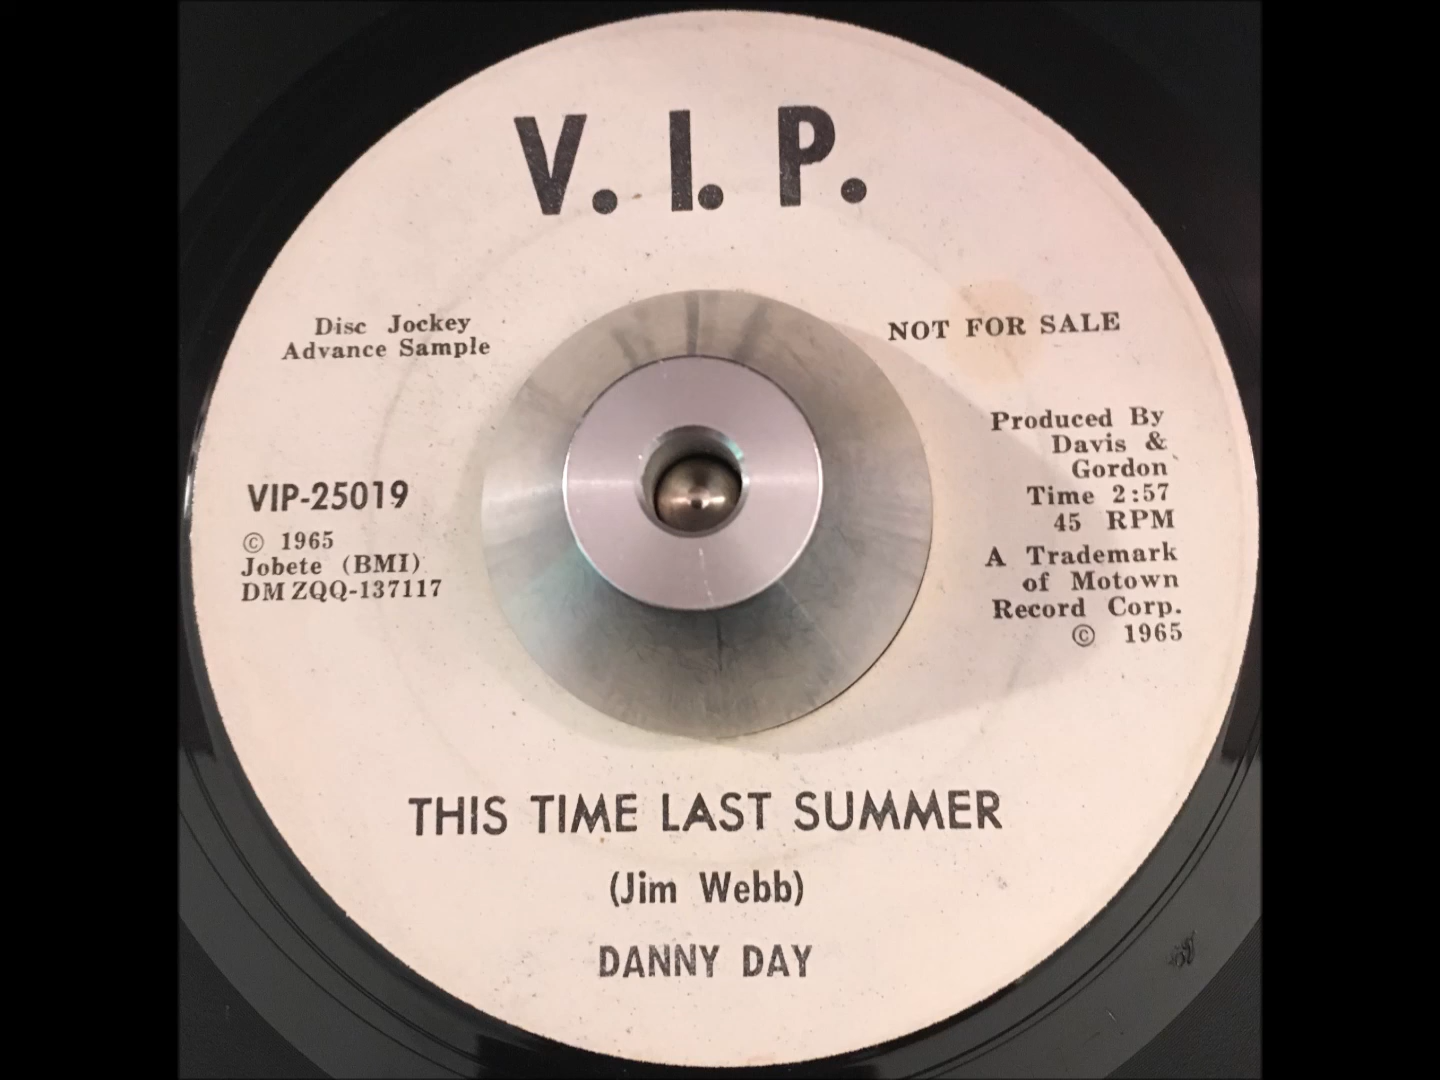 V. I. P.
Disc Jockey
Advance Sample
NOT FOR SALE
VIP-25019
© 1965
Jobete (BMI)
DM ZQQ-137117
Produced By
Davis &
Gordon
Time 2:57
45 RPM
A Trademark
of Motown
Record Corp.
© 1965
THIS TIME LAST SUMMER
(Jim Webb)
DANNY DAY